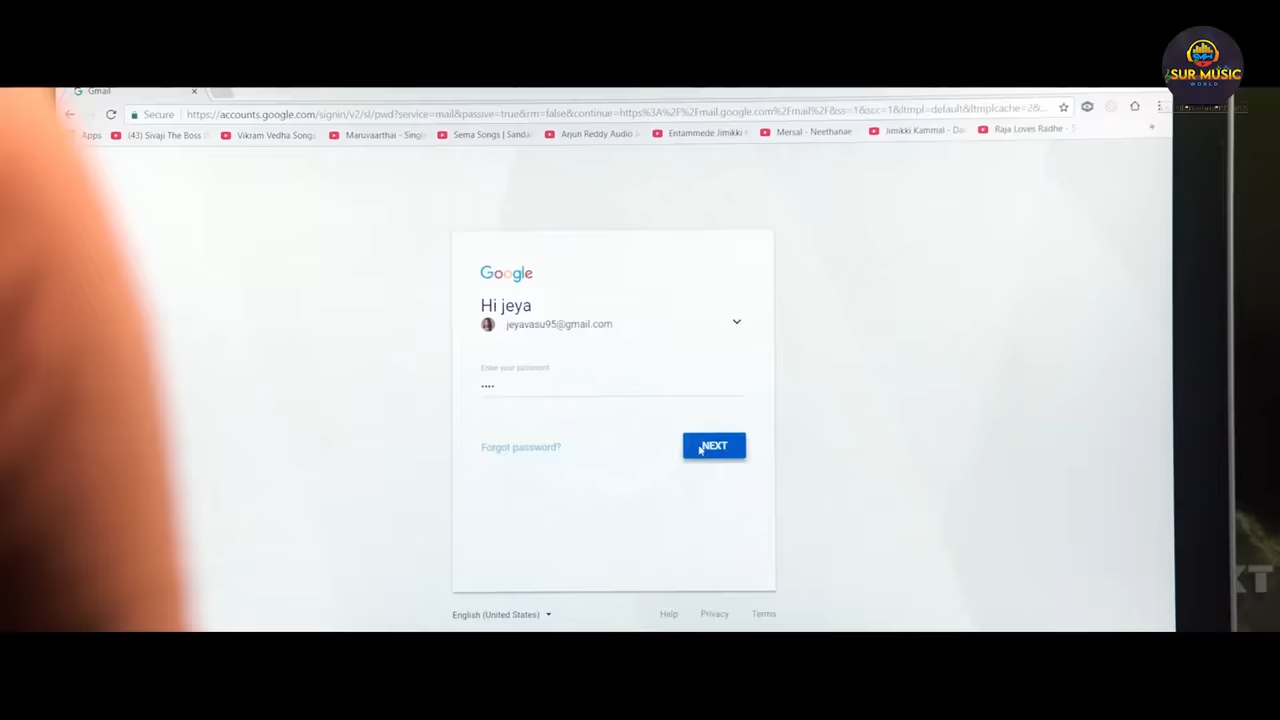 SUR MUSIC
WORLD
Gmail
Secure
https://accounts.google.com/signin/v2/sl/pwd?service=mail&passive=true&rm=false&continue=https%3A%2F%2Fmail.google.com%2Fmail%2F&ss=1&scc=1&ltmpl=default&ltmplcache=2&...
Apps (43) Sivaji The Boss Vikram Vedha Song: Maruvaarthai - Singl Sema Songs | Sanda Arjun Reddy Audio Entammede Jimikki Mersal - Neethanae Jimikki Kammal - Da Raja Loves Radhe - S
»
Google
Hi jeya
jeyavasu95@gmail.com
Enter your password
••••
Forgot password?
NEXT
English (United States)
Help Privacy Terms